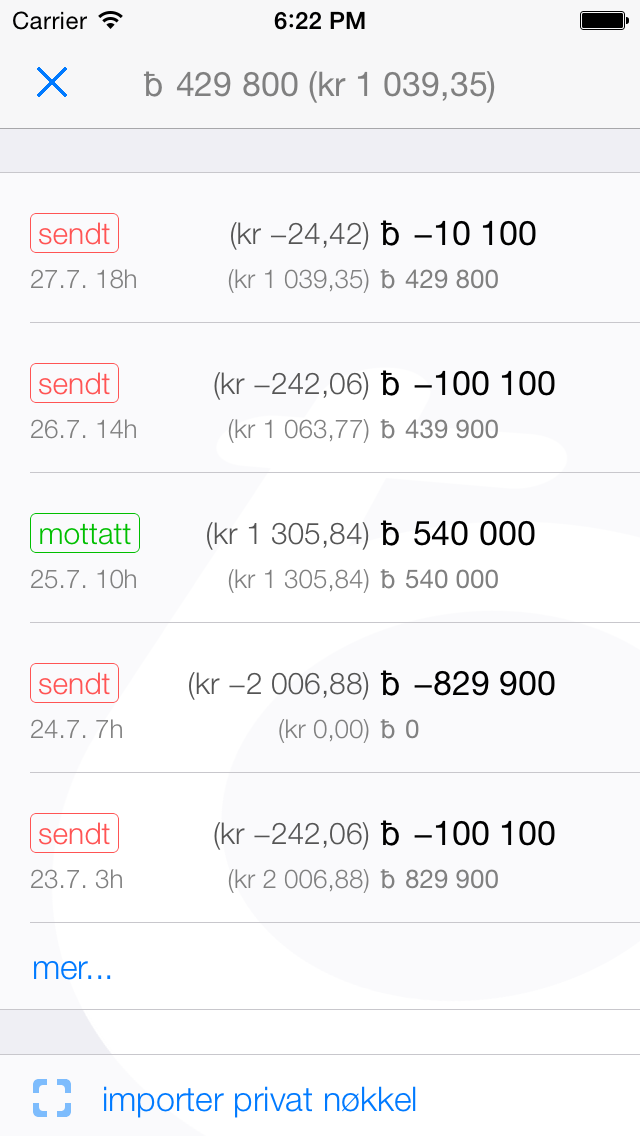 Carrier 6:22 PM
ƀ 429 800 (kr 1 039,35)
sendt (kr −24,42) ƀ −10 100
27.7. 18h (kr 1 039,35) ƀ 429 800
sendt (kr −242,06) ƀ −100 100
26.7. 14h (kr 1 063,77) ƀ 439 900
mottatt (kr 1 305,84) ƀ 540 000
25.7. 10h (kr 1 305,84) ƀ 540 000
sendt (kr −2 006,88) ƀ −829 900
24.7. 7h (kr 0,00) ƀ 0
sendt (kr −242,06) ƀ −100 100
23.7. 3h (kr 2 006,88) ƀ 829 900
mer...
importer privat nøkkel